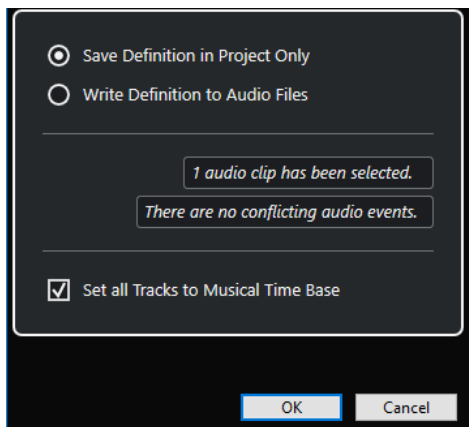 Save Definition in Project Only
Write Definition to Audio Files
1 audio clip has been selected.
There are no conflicting audio events.
Set all Tracks to Musical Time Base
OK Cancel